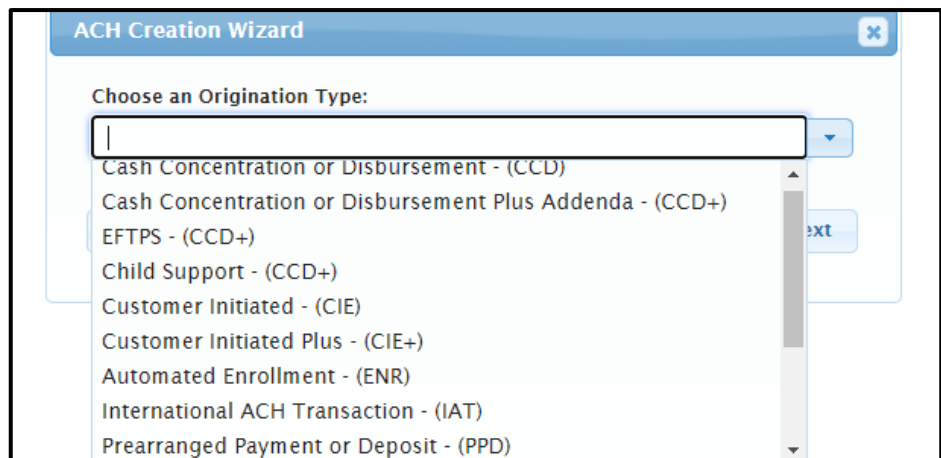 ACH Creation Wizard
Choose an Origination Type:
Cash Concentration or Disbursement - (CCD)
Cash Concentration or Disbursement Plus Addenda - (CCD+)
EFTPS - (CCD+)
ext
Child Support - (CCD+)
Customer Initiated - (CIE)
Customer Initiated Plus - (CIE+)
Automated Enrollment - (ENR)
International ACH Transaction - (IAT)
Prearranged Payment or Deposit - (PPD)